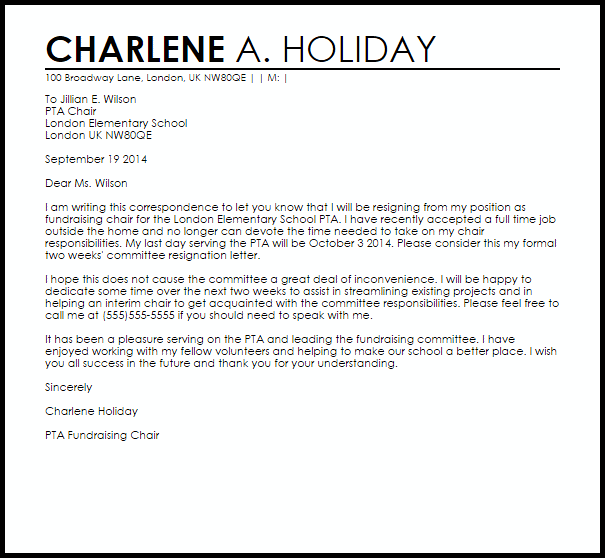 CHARLENE A. HOLIDAY
100 Broadway Lane, London, UK NW80QE | | M: |
To Jillian E. Wilson
PTA Chair
London Elementary School
London UK NW80QE
September 19 2014
Dear Ms. Wilson
I am writing this correspondence to let you know that I will be resigning from my position as
fundraising chair for the London Elementary School PTA. I have recently accepted a full time job
outside the home and no longer can devote the time needed to take on my chair
responsibilities. My last day serving the PTA will be October 3 2014. Please consider this my formal
two weeks' committee resignation letter.
I hope this does not cause the committee a great deal of inconvenience. I will be happy to
dedicate some time over the next two weeks to assist in streamlining existing projects and in
helping an interim chair to get acquainted with the committee responsibilities. Please feel free to
call me at (555)555-5555 if you should need to speak with me.
It has been a pleasure serving on the PTA and leading the fundraising committee. I have
enjoyed working with my fellow volunteers and helping to make our school a better place. I wish
you all success in the future and thank you for your understanding.
Sincerely
Charlene Holiday
PTA Fundraising Chair